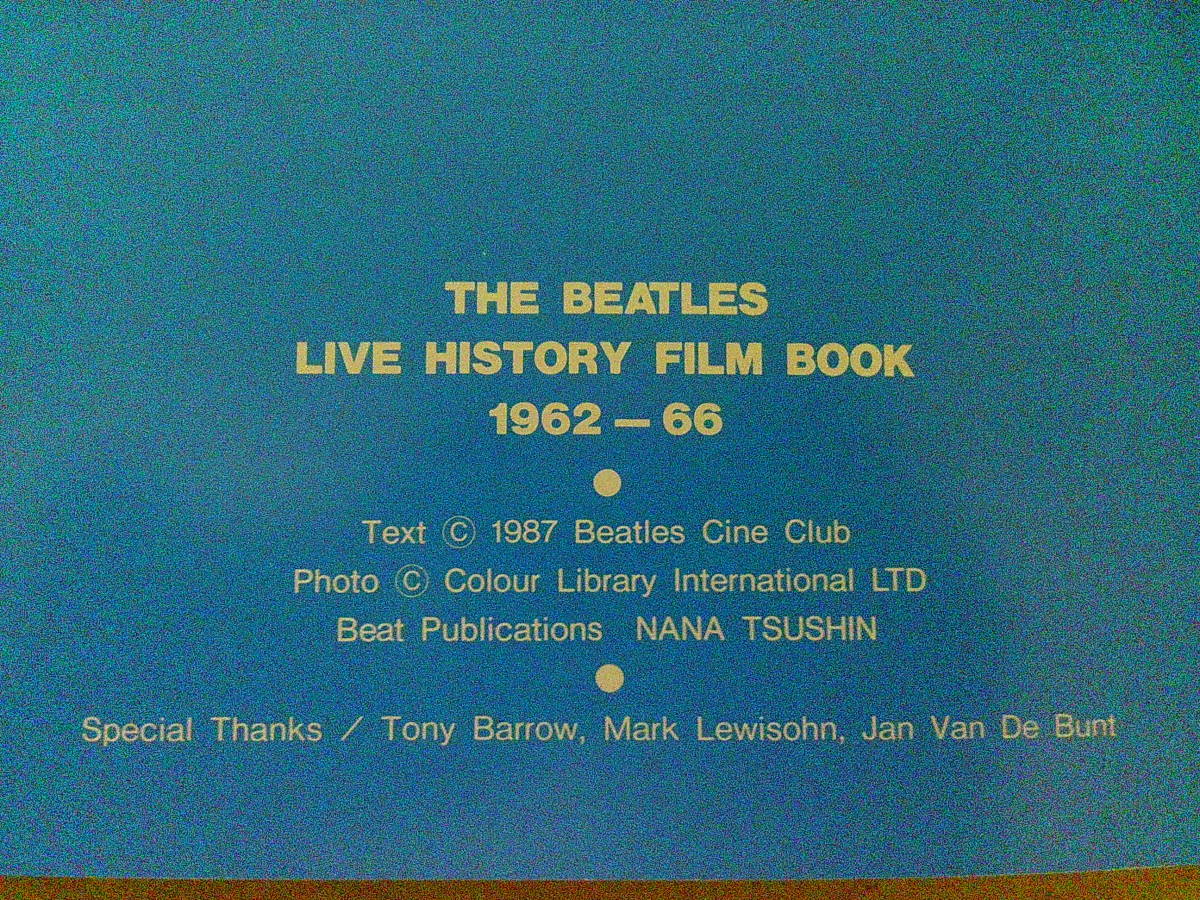 THE BEATLES
LIVE HISTORY FILM BOOK
1962 — 66
Text © 1987 Beatles Cine Club
Photo © Colour Library International LTD
Beat Publications NANA TSUSHIN
Special Thanks / Tony Barrow, Mark Lewisohn, Jan Van De Bunt